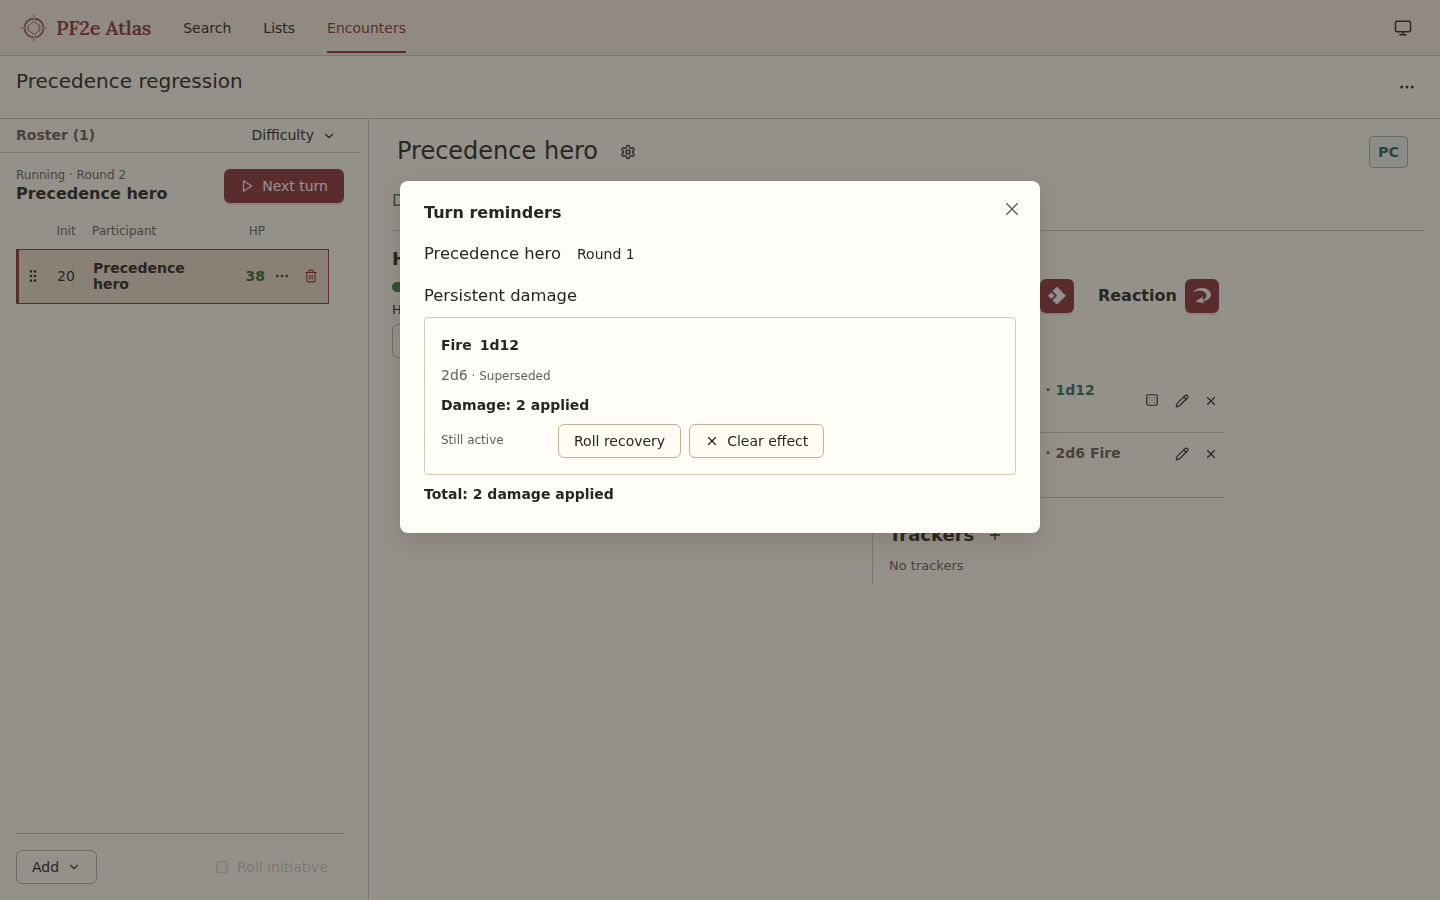 PF2e Atlas
Search
Lists
Encounters
Precedence regression
Roster (1)
Difficulty
Running · Round 2
Precedence hero
Next turn
Init
Participant
HP
20
Precedence
hero
38
Add
Roll initiative
Precedence hero
PC
Turn reminders
Precedence hero
Round 1
Persistent damage
Fire 1d12
2d6 · Superseded
Damage: 2 applied
Still active
Roll recovery
Clear effect
Total: 2 damage applied
Reaction
· 1d12
· 2d6 Fire
Trackers
No trackers